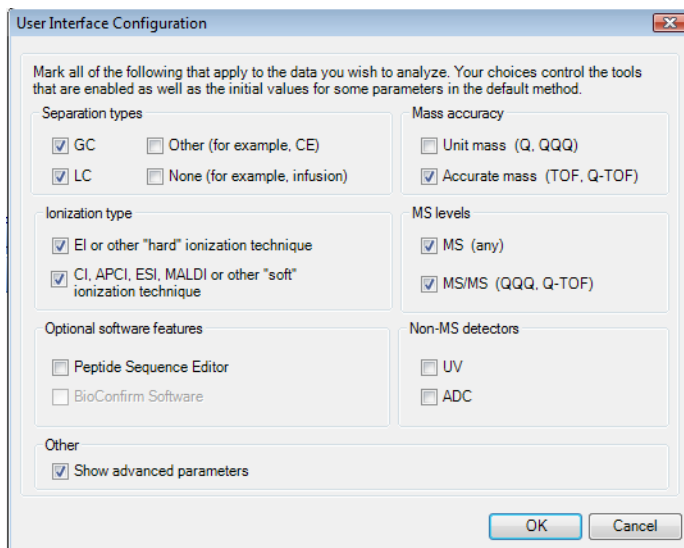 User Interface Configuration
Mark all of the following that apply to the data you wish to analyze. Your choices control the tools
that are enabled as well as the initial values for some parameters in the default method.
Separation types
GC
Other (for example, CE)
LC
None (for example, infusion)
Mass accuracy
Unit mass (Q, QQQ)
Accurate mass (TOF, Q-TOF)
Ionization type
EI or other "hard" ionization technique
CI, APCI, ESI, MALDI or other "soft"
ionization technique
MS levels
MS (any)
MS/MS (QQQ, Q-TOF)
Optional software features
Peptide Sequence Editor
BioConfirm Software
Non-MS detectors
UV
ADC
Other
Show advanced parameters
OK
Cancel